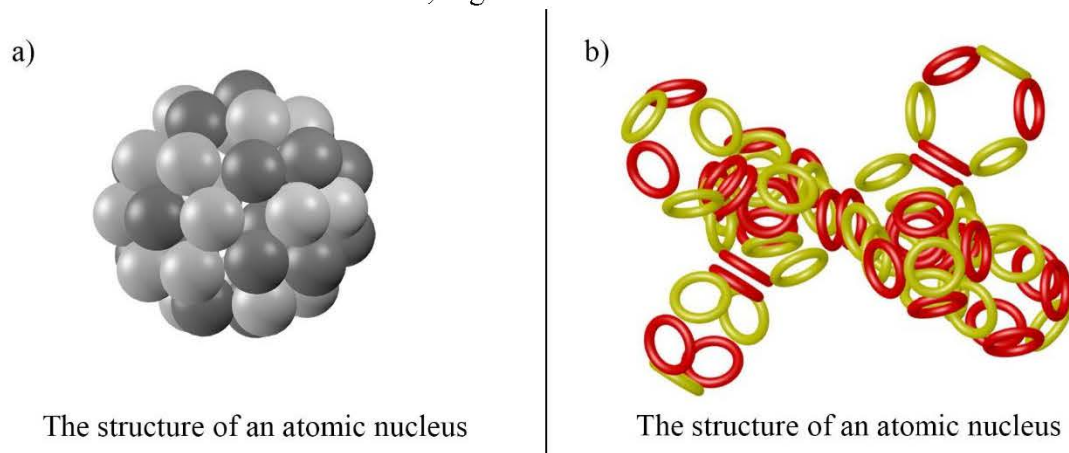 a)
b)
The structure of an atomic nucleus
The structure of an atomic nucleus